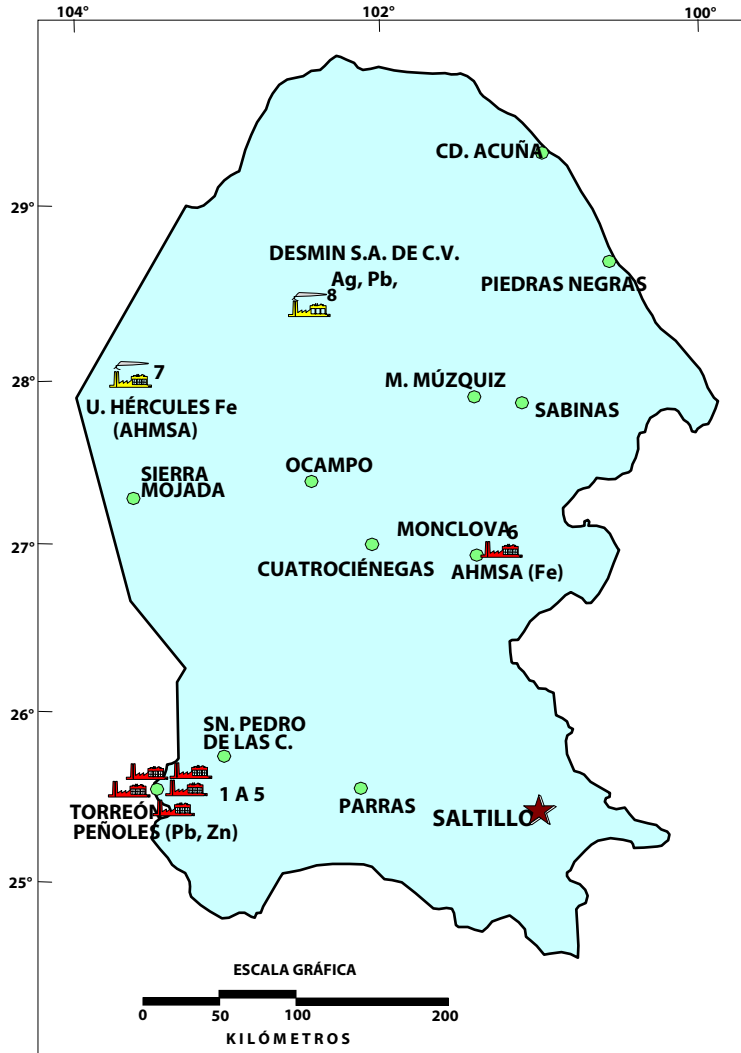 104°
102°
100°
CD. ACUÑA
29°
DESMIN S.A. DE C.V.
Ag, Pb,
8
PIEDRAS NEGRAS
28°
7
M. MÚZQUIZ
SABINAS
U. HÉRCULES Fe
(AHMSA)
OCAMPO
SIERRA
MOJADA
27°
MONCLOVA 6
CUATROCIÉNEGAS
AHMSA (Fe)
26°
SN. PEDRO
DE LAS C.
1 A 5
TORREÓN
PEÑOLES (Pb, Zn)
PARRAS
SALTILLO
25°
ESCALA GRÁFICA
0 50 100 200
KILÓMETROS